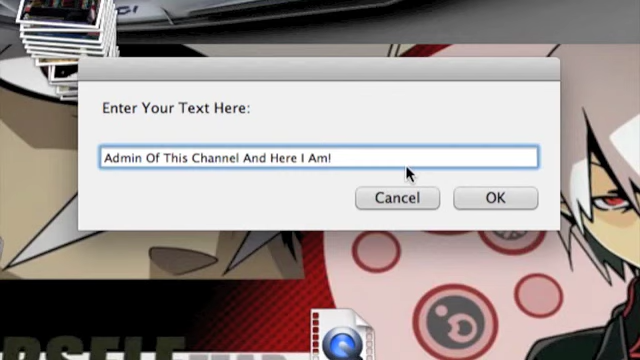 Enter Your Text Here:
Admin Of This Channel And Here I Am!
Cancel
OK